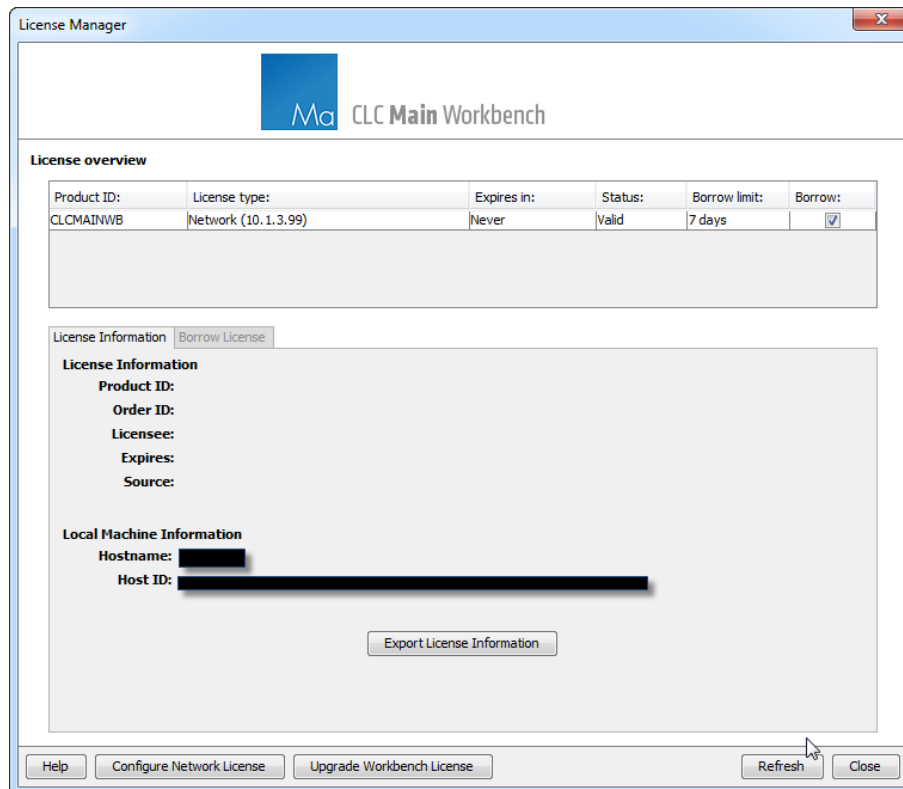 License Manager
Ma CLC Main Workbench
License overview
Product ID: License type: Expires in: Status: Borrow limit: Borrow:
CLCMAINWB Network (10.1.3.99) Never Valid 7 days
License Information Borrow License
License Information
Product ID:
Order ID:
Licensee:
Expires:
Source:
Local Machine Information
Hostname:
Host ID:
Export License Information
Help Configure Network License Upgrade Workbench License Refresh Close